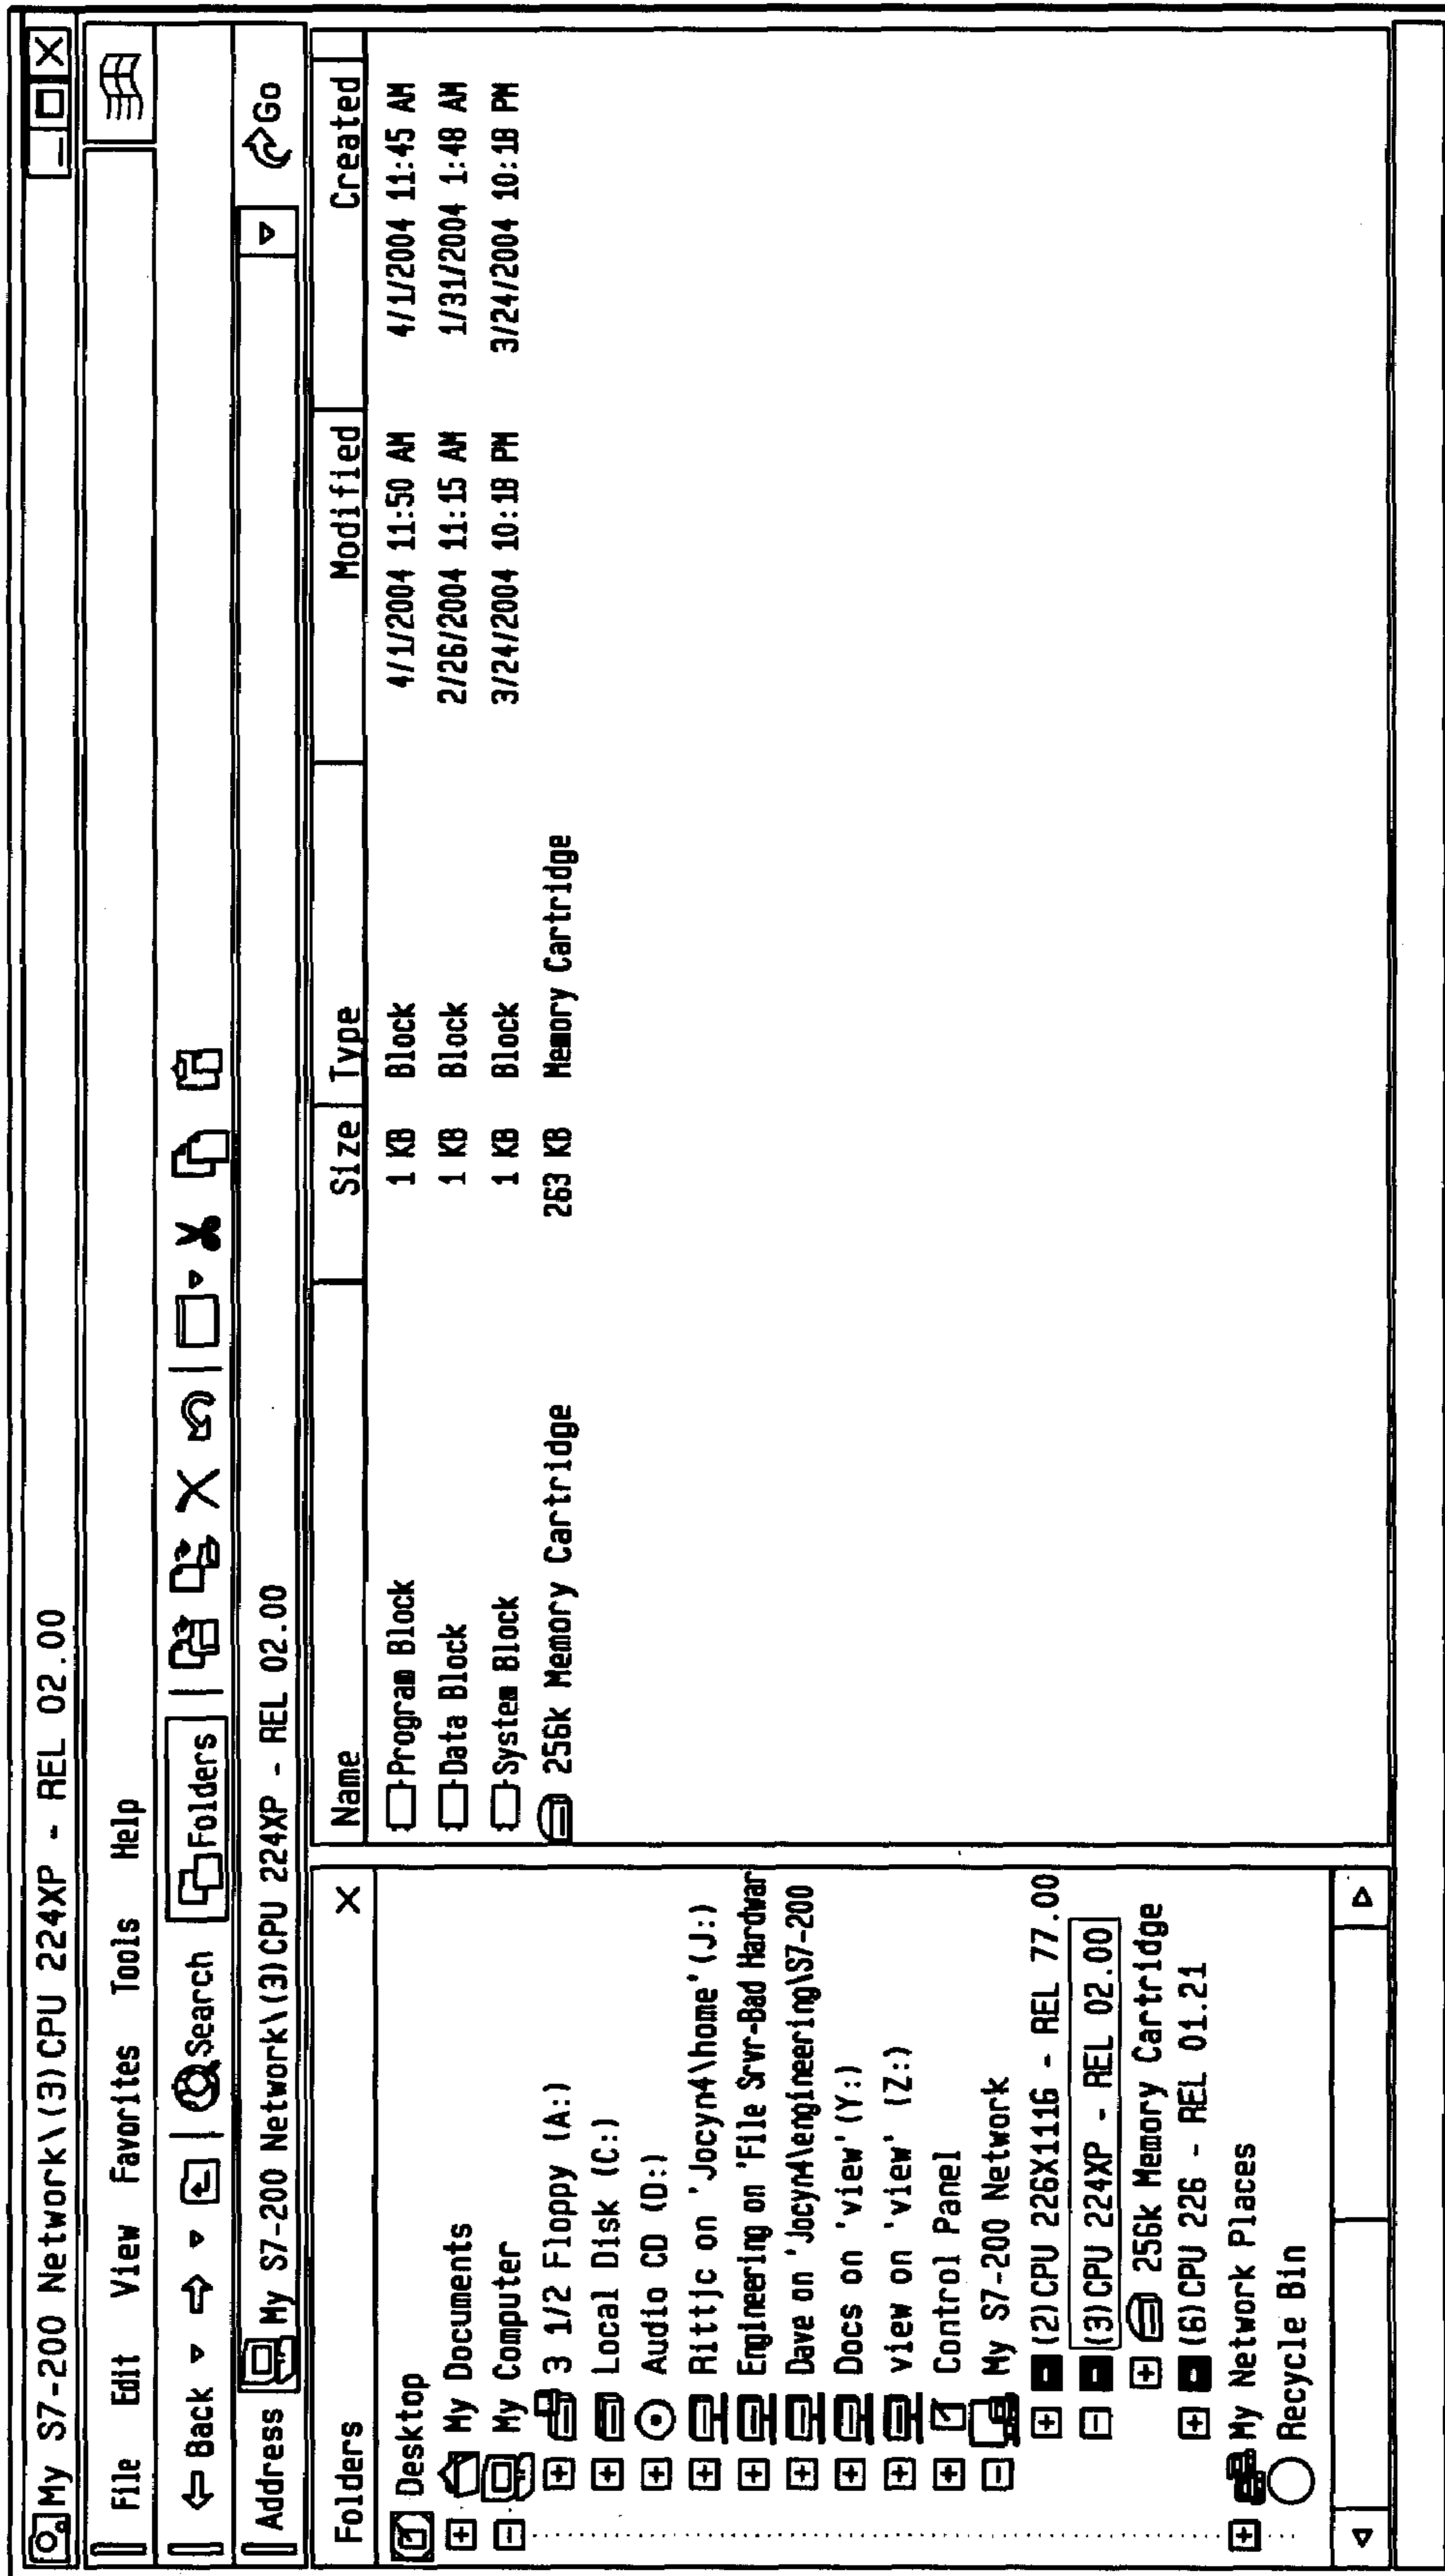 My S7-200 Network\(3)CPU 224XP - REL 02.00
File Edit View Favorites Tools Help
Back Search Folders
Address My S7-200 Network\(3)CPU 224XP - REL 02.00 Go
Folders X
Desktop
My Documents
My Computer
3 1/2 Floppy (A:)
Local Disk (C:)
Audio CD (D:)
Rittjc on 'Jocyn4\home'(J:)
Engineering on 'File Srvr-Bad Hardwar
Dave on 'Jocyn4\engineering\S7-200
Docs on 'view'(Y:)
view on 'view' (Z:)
Control Panel
My S7-200 Network
(2)CPU 226X1116 - REL 77.00
(3)CPU 224XP - REL 02.00
256k Memory Cartridge
(6)CPU 226 - REL 01.21
My Network Places
Recycle Bin
Name Size Type Modified Created
Program Block 1 KB Block 4/1/2004 11:50 AM 4/1/2004 11:45 AM
Data Block 1 KB Block 2/26/2004 11:15 AM 1/31/2004 1:48 AM
System Block 1 KB Block 3/24/2004 10:18 PM 3/24/2004 10:18 PM
256k Memory Cartridge 263 KB Memory Cartridge